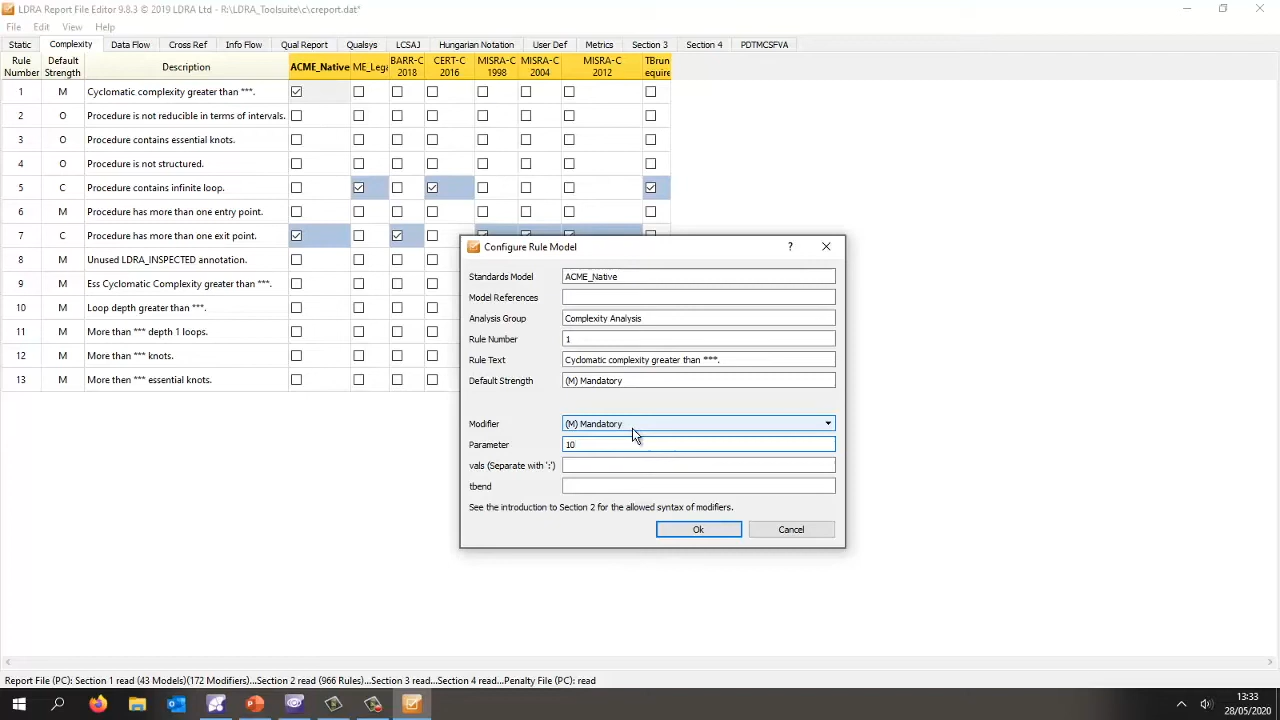 LDRA Report File Editor 9.8.3 © 2019 LDRA Ltd - R:\LDRA_Toolsuite\c\creport.dat*
File Edit View Help
Static Complexity Data Flow Cross Ref Info Flow Qual Report Qualsys LCSAJ Hungarian Notation User Def Metrics Section 3 Section 4 PDTMCSFVA
Rule Number Default Strength Description ACME_Native ME_Lega BARR-C 2018 CERT-C 2016 MISRA-C 1998 MISRA-C 2004 MISRA-C 2012 TBrun equire
1 M Cyclomatic complexity greater than ***.
2 O Procedure is not reducible in terms of intervals.
3 O Procedure contains essential knots.
4 O Procedure is not structured.
5 C Procedure contains infinite loop.
6 M Procedure has more than one entry point.
7 C Procedure has more than one exit point.
8 M Unused LDRA_INSPECTED annotation.
9 M Ess Cyclomatic Complexity greater than ***.
10 M Loop depth greater than ***.
11 M More than *** depth 1 loops.
12 M More than *** knots.
13 M More then *** essential knots.
Configure Rule Model ?
Standards Model ACME_Native
Model References
Analysis Group Complexity Analysis
Rule Number 1
Rule Text Cyclomatic complexity greater than ***.
Default Strength (M) Mandatory
Modifier (M) Mandatory
Parameter 10
vals (Separate with ':')
tbend
See the introduction to Section 2 for the allowed syntax of modifiers.
Ok Cancel
Report File (PC): Section 1 read (43 Models)(172 Modifiers)...Section 2 read (966 Rules)...Section 3 read...Section 4 read...Penalty File (PC): read
13:33
28/05/2020